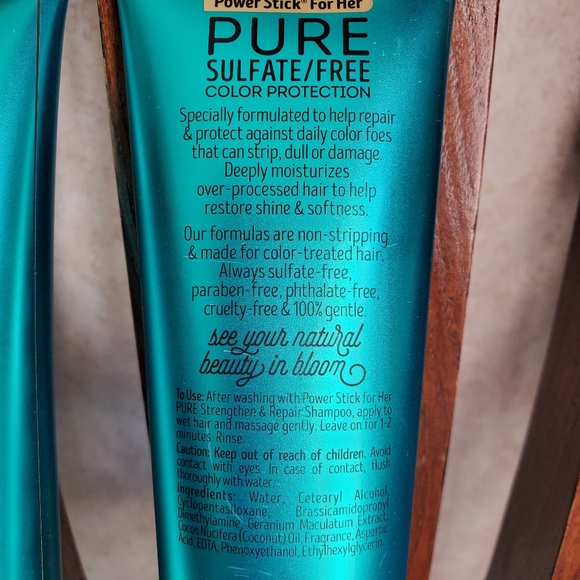 Power Stick® For Her
PURE
SULFATE/FREE
COLOR PROTECTION
Specially formulated to help repair
& protect against daily color foes
that can strip, dull or damage.
Deeply moisturizes
over-processed hair to help
restore shine & softness.
Our formulas are non-stripping
& made for color-treated hair.
Always sulfate-free,
paraben-free, phthalate-free,
cruelty-free & 100% gentle.
see your natural
beauty in bloom
To Use: After washing with Power Stick for Her
PURE Strengthen & Repair Shampoo, apply to
wet hair and massage gently. Leave on for 1-2
minutes. Rinse.
Caution: Keep out of reach of children. Avoid
contact with eyes. In case of contact, flush
thoroughly with water.
Ingredients: Water, Cetearyl Alcohol,
Cyclopentasiloxane, Brassicamidopropyl
Dimethylamine, Geranium Maculatum Extract,
Cocos Nucifera (Coconut) Oil, Fragrance, Aspartic
Acid, EDTA, Phenoxyethanol, Ethylhexylglycerin.